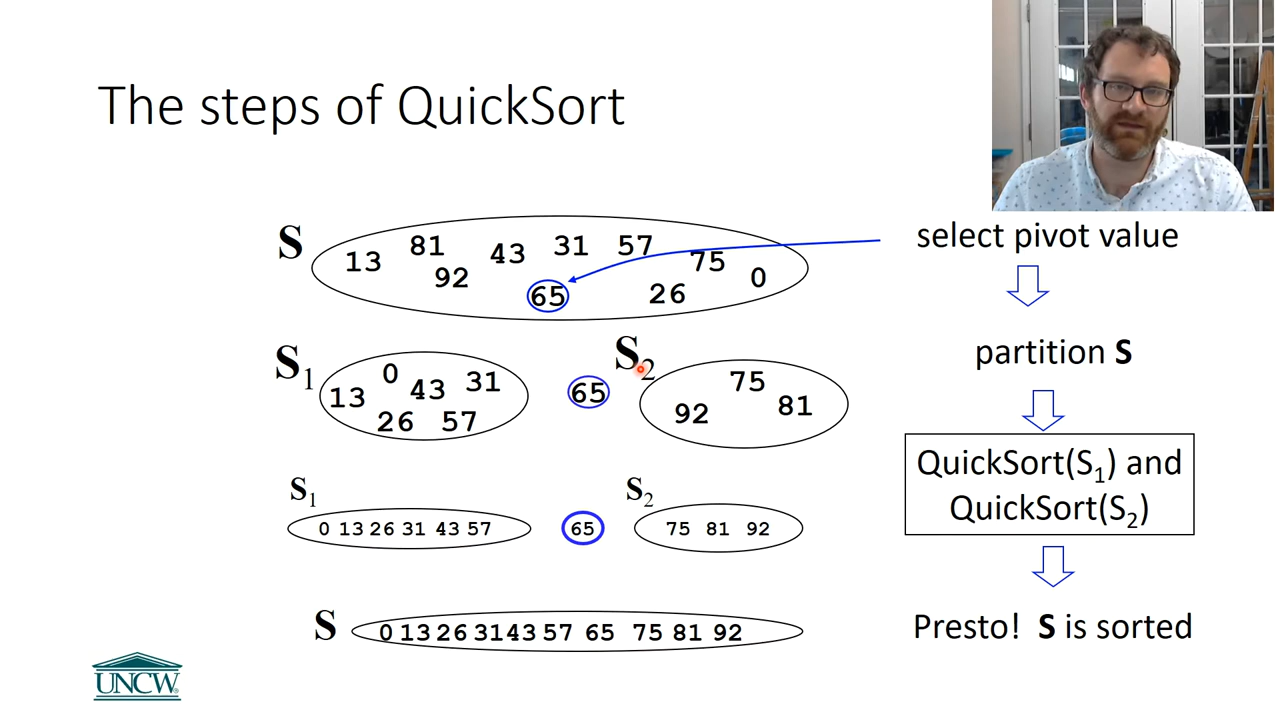 The steps of QuickSort
select pivot value
S
13 81 92 43 31 65 57 26 75 0
partition S
S1
13 0 26 43 57 31
65
S2
92 75 81
QuickSort(S1) and
QuickSort(S2)
S1
0 13 26 31 43 57
65
S2
75 81 92
S
0 13 26 31 43 57 65 75 81 92
Presto! S is sorted
UNCW